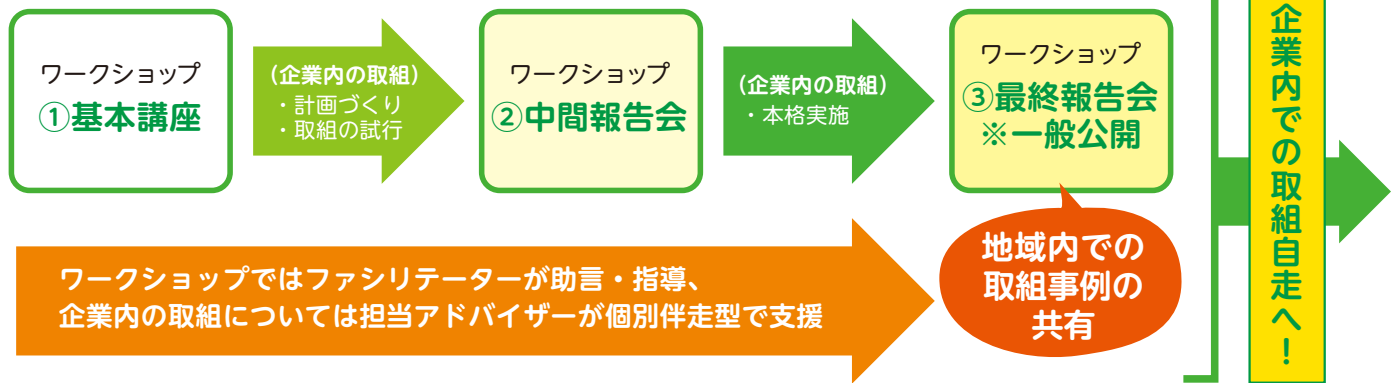 ワークショップ
①基本講座
（企業内の取組）
・計画づくり
・取組の試行
ワークショップ
②中間報告会
（企業内の取組）
・本格実施
ワークショップ
③最終報告会
※一般公開
ワークショップではファシリテーターが助言・指導、
企業内の取組については担当アドバイザーが個別伴走型で支援
地域内での
取組事例の
共有
企業内での取組自走へ！